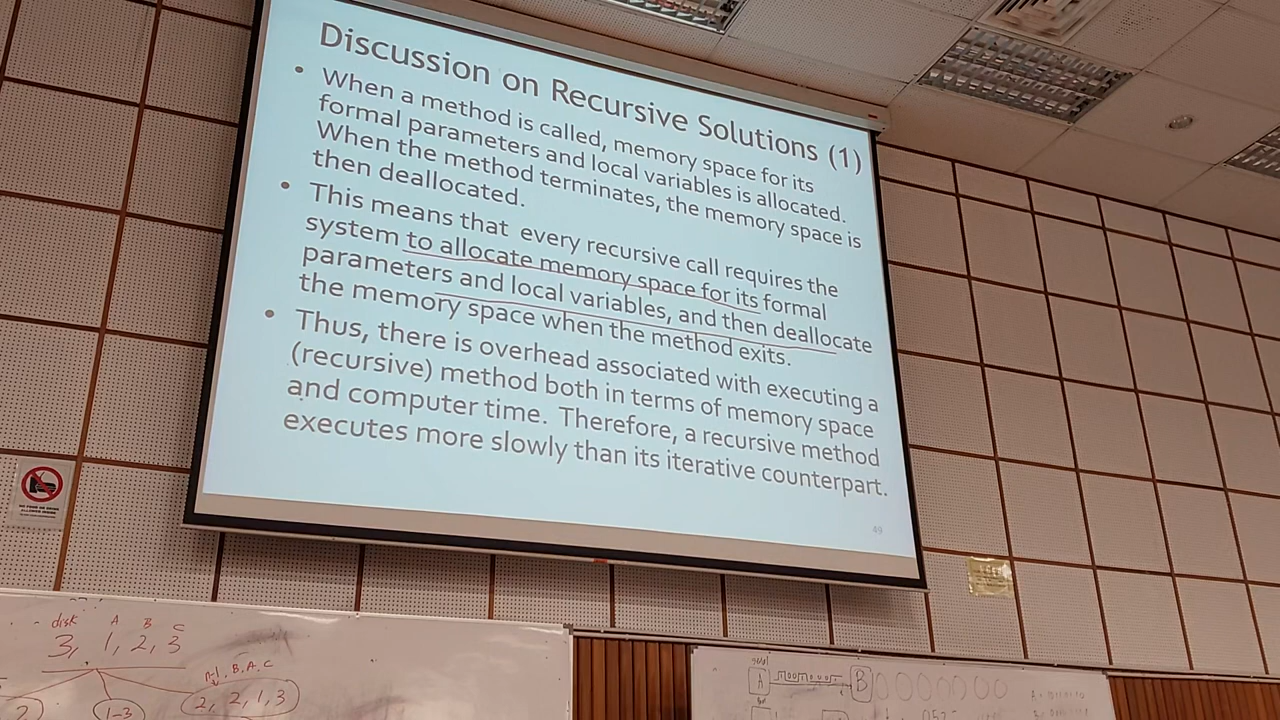 Discussion on Recursive Solutions (1)
• When a method is called, memory space for its
formal parameters and local variables is allocated.
When the method terminates, the memory space is
then deallocated.
• This means that every recursive call requires the
system to allocate memory space for its formal
parameters and local variables, and then deallocate
the memory space when the method exits.
• Thus, there is overhead associated with executing a
(recursive) method both in terms of memory space
and computer time. Therefore, a recursive method
executes more slowly than its iterative counterpart.
49
disk A B C
3, 1, 2, 3
n-1, B, A, C
2, 2, 1, 3
1-3
2
A
B